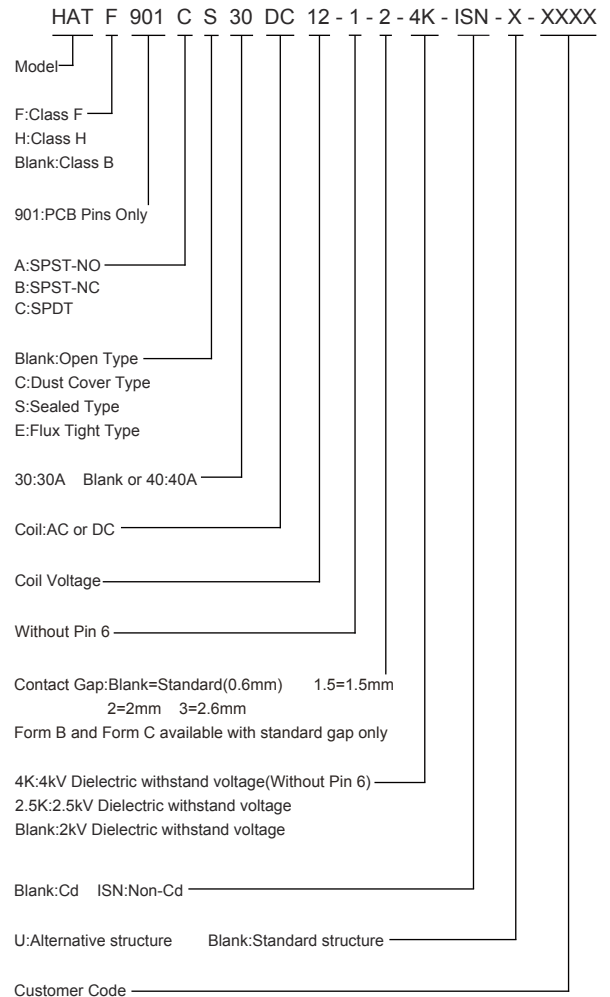 HAT F 901 C S 30 DC 12 - 1 - 2 - 4K - ISN - X - XXXX
Model
F:Class F
H:Class H
Blank:Class B
901:PCB Pins Only
A:SPST-NO
B:SPST-NC
C:SPDT
Blank:Open Type
C:Dust Cover Type
S:Sealed Type
E:Flux Tight Type
30:30A Blank or 40:40A
Coil:AC or DC
Coil Voltage
Without Pin 6
Contact Gap:Blank=Standard(0.6mm) 1.5=1.5mm
2=2mm 3=2.6mm
Form B and Form C available with standard gap only
4K:4kV Dielectric withstand voltage(Without Pin 6)
2.5K:2.5kV Dielectric withstand voltage
Blank:2kV Dielectric withstand voltage
Blank:Cd ISN:Non-Cd
U:Alternative structure Blank:Standard structure
Customer Code